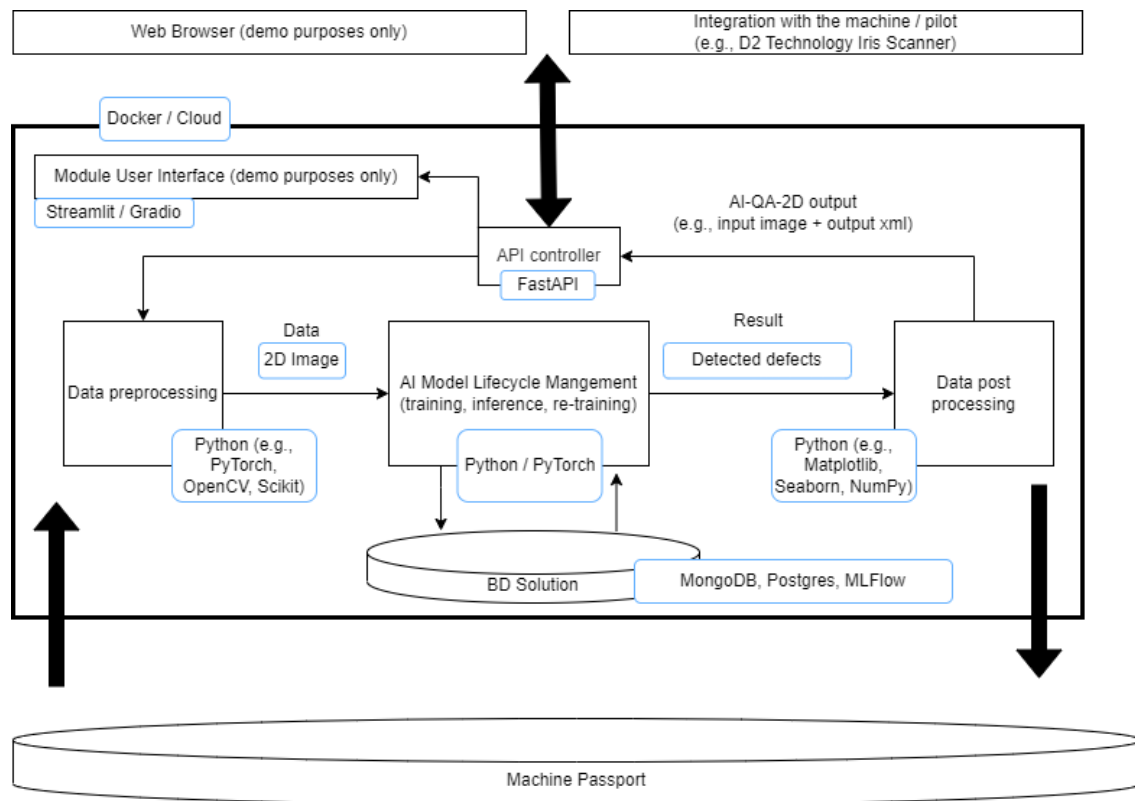 Web Browser (demo purposes only)
Integration with the machine / pilot
(e.g., D2 Technology Iris Scanner)
Docker / Cloud
Module User Interface (demo purposes only)
Streamlit / Gradio
AI-QA-2D output
(e.g., input image + output xml)
API controller
FastAPI
Data
2D Image
Result
Detected defects
Data preprocessing
AI Model Lifecycle Mangement
(training, inference, re-training)
Data post
processing
Python (e.g.,
PyTorch,
OpenCV, Scikit)
Python / PyTorch
Python (e.g.,
Matplotlib,
Seaborn, NumPy)
BD Solution
MongoDB, Postgres, MLFlow
Machine Passport